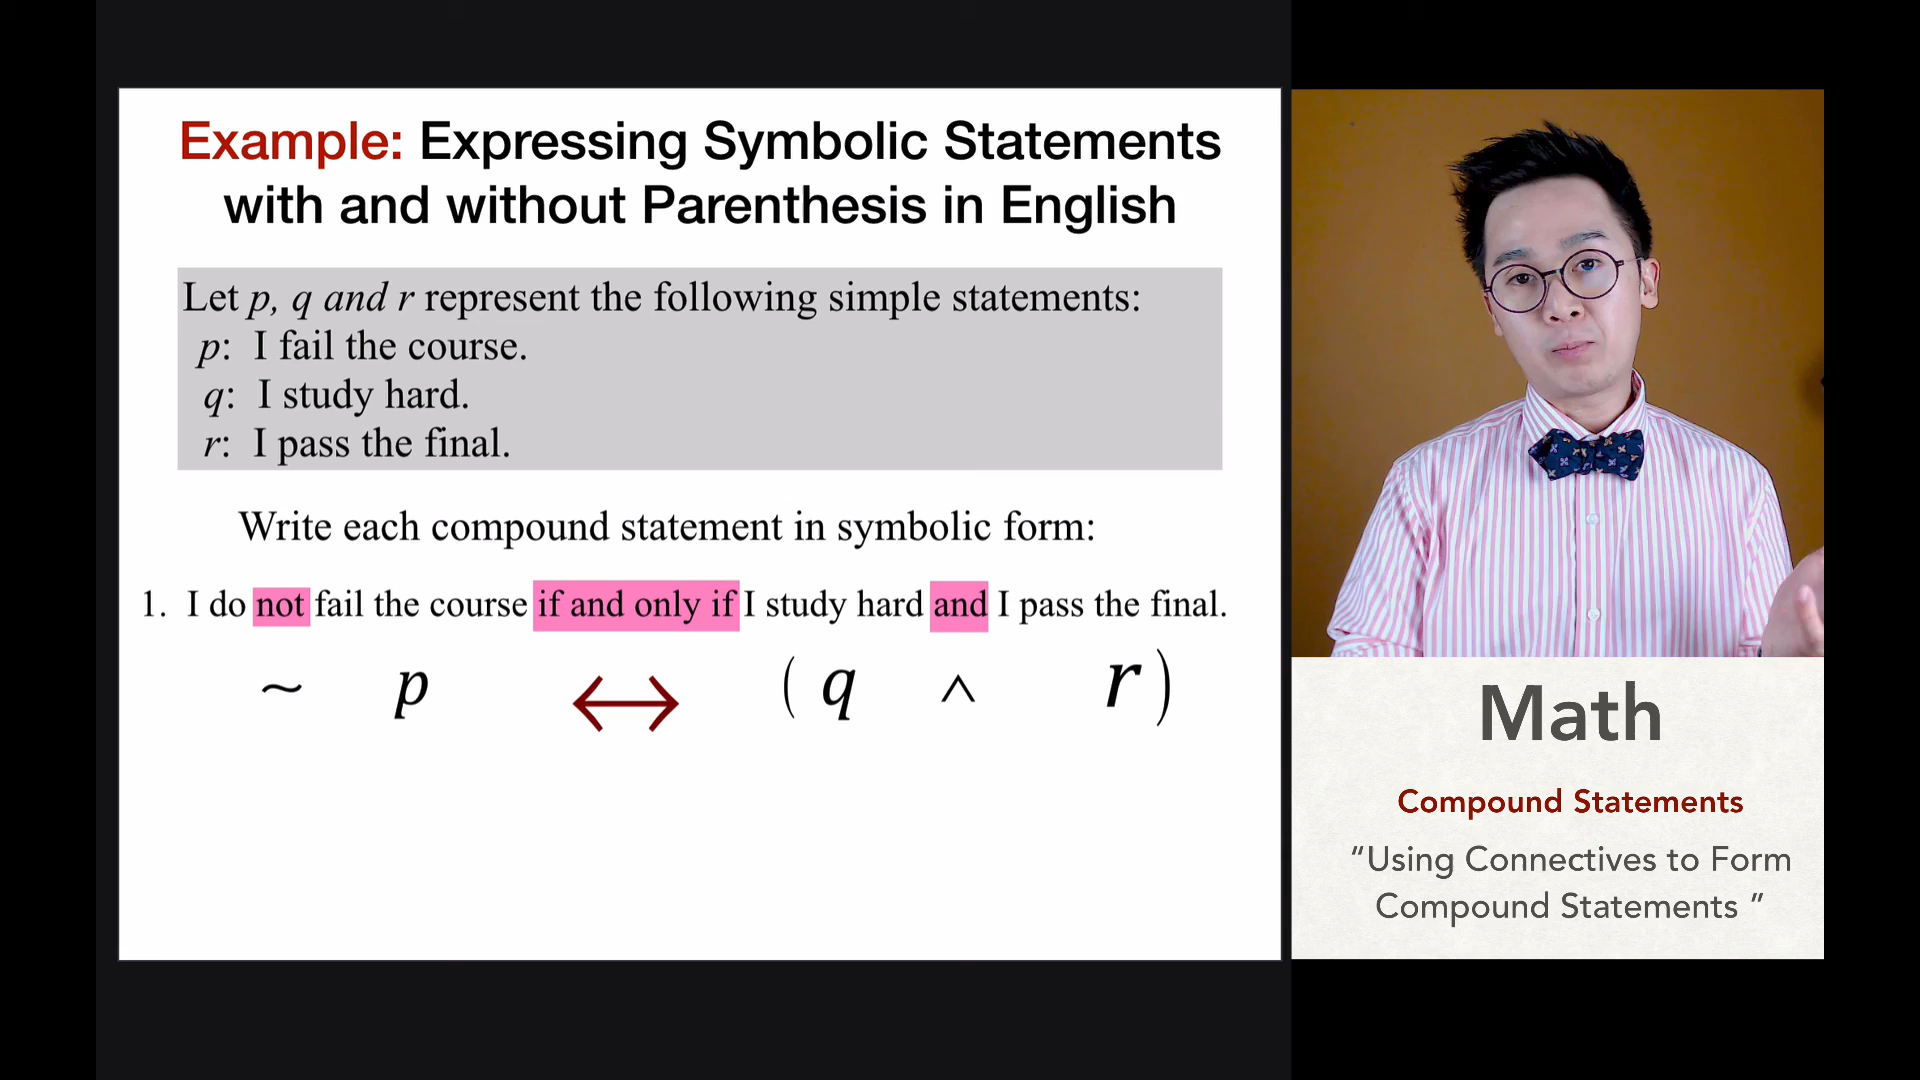 Example: Expressing Symbolic Statements
with and without Parenthesis in English
Let p, q and r represent the following simple statements:
p: I fail the course.
q: I study hard.
r: I pass the final.
Write each compound statement in symbolic form:
1. I do not fail the course if and only if I study hard and I pass the final.
~ p ↔ ( q ∧ r )
Math
Compound Statements
“Using Connectives to Form
Compound Statements ”